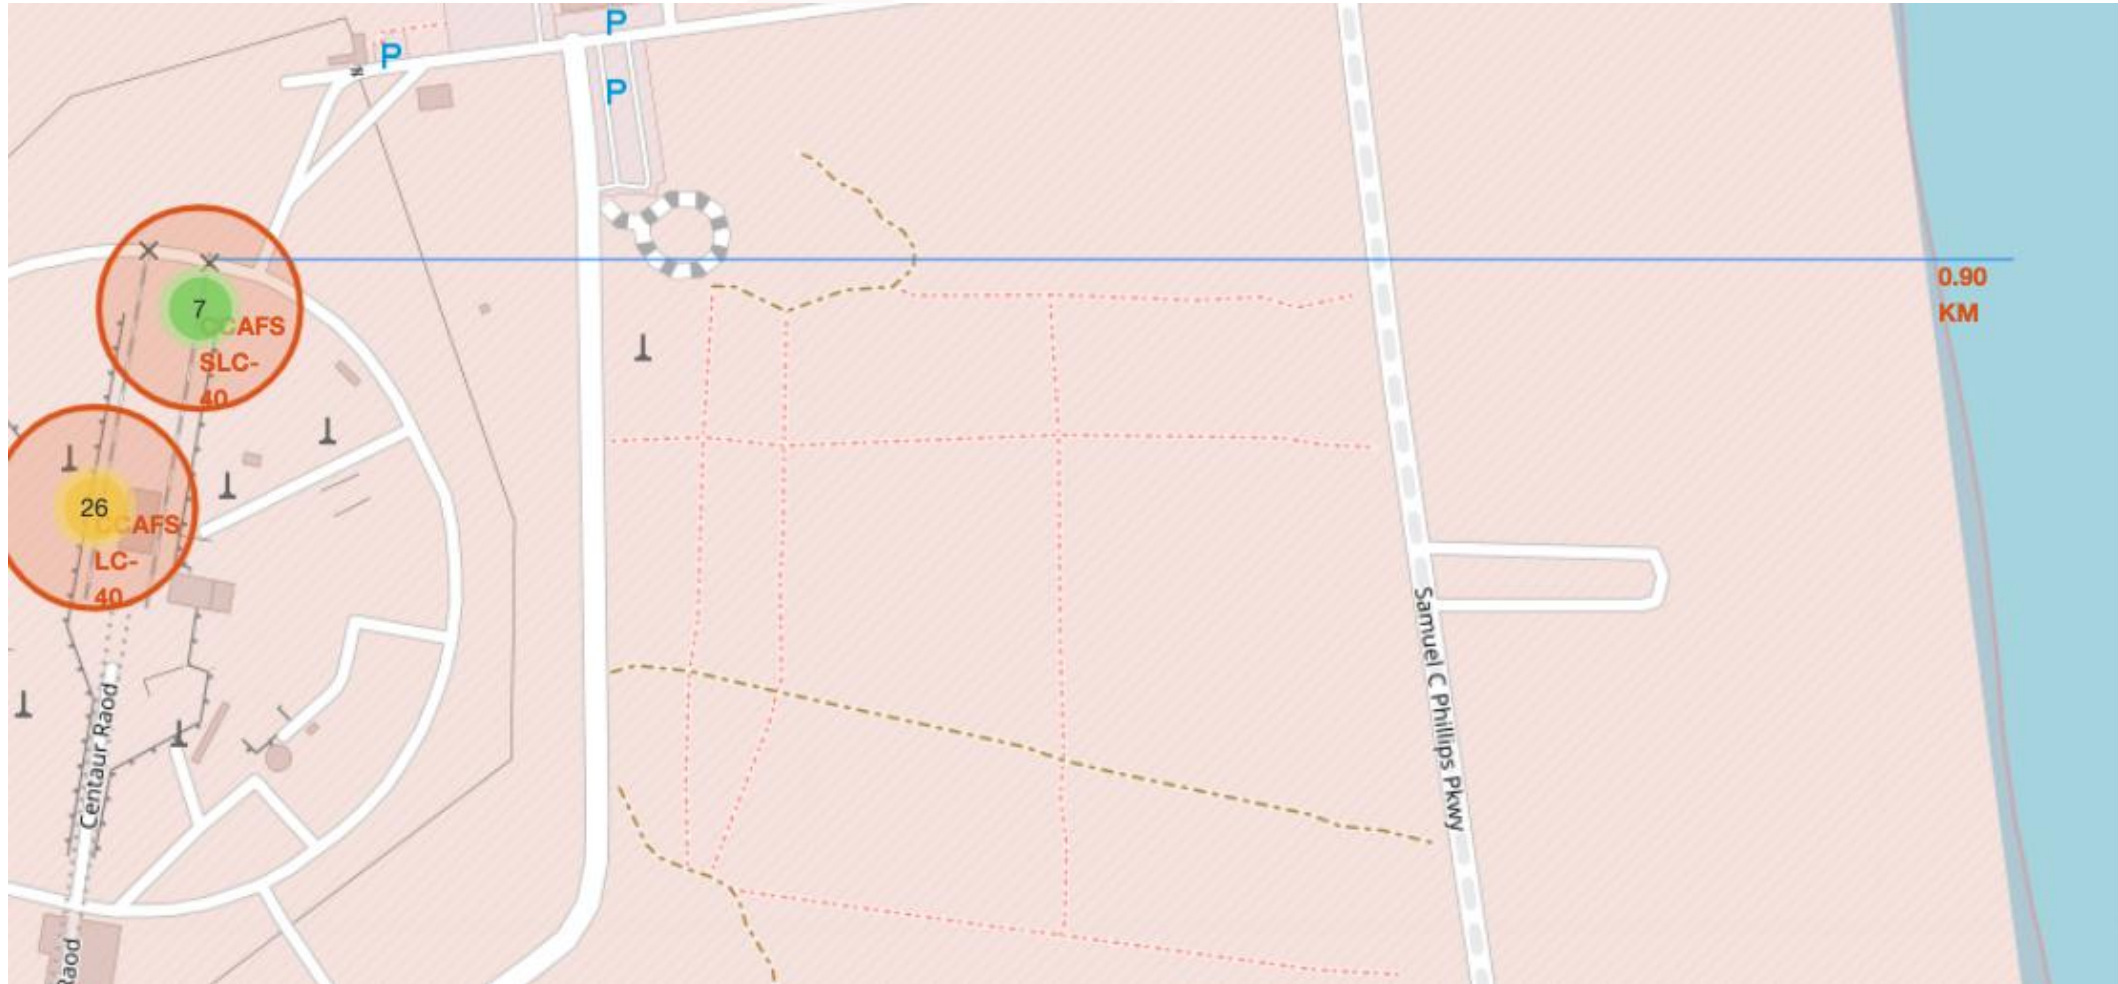 P
P
P
0.90
KM
7
CCAFS
SLC-
40
26
CCAFS
LC-
40
Samuel C Phillips Pkwy
Centaur Raod
Raod